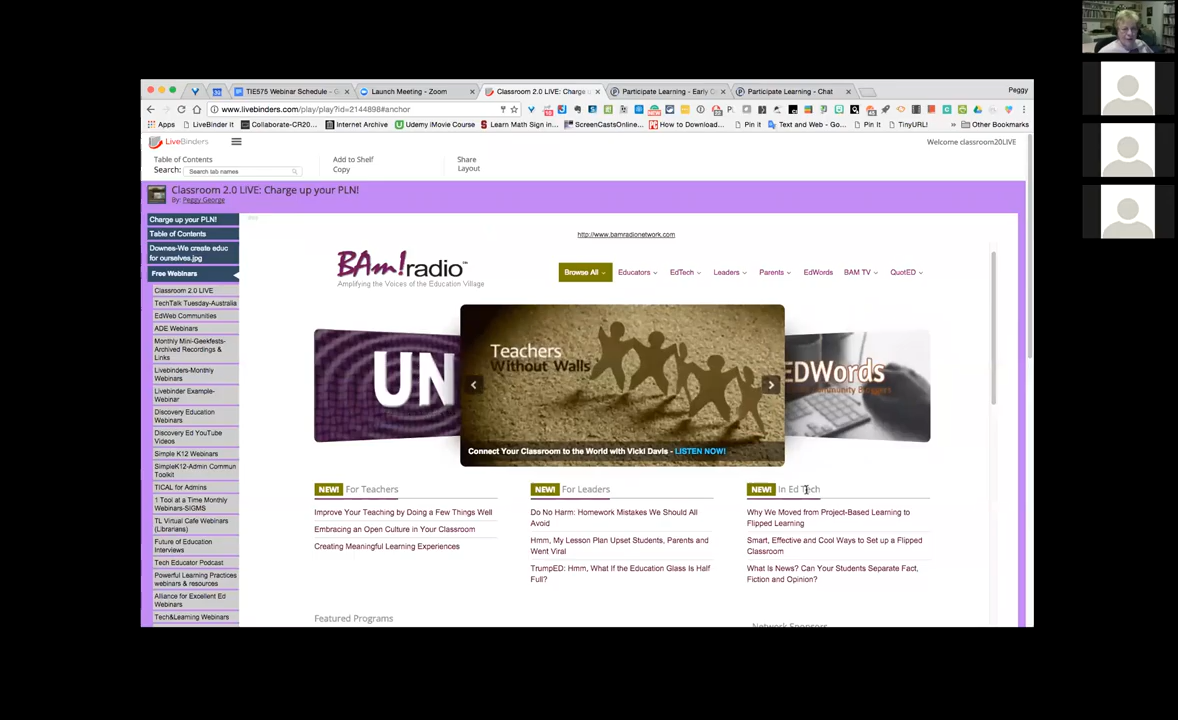 TIE575 Webinar Schedule - G
Launch Meeting - Zoom
Classroom 2.0 LIVE: Charge u
Participate Learning - Early C
Participate Learning - Chat
Peggy
www.livebinders.com/play/play?id=2144898#anchor
Apps
LiveBinder It
Collaborate-CR20...
Internet Archive
Udemy iMovie Course
Learn Math Sign in...
ScreenCastsOnline...
How to Download...
Pin It
Text and Web - Goo...
Pin It
TinyURL!
» Other Bookmarks
LiveBinders
Welcome classroom20LIVE
Table of Contents
Add to Shelf
Share
Search: Search tab names
Copy
Layout
Classroom 2.0 LIVE: Charge up your PLN!
By: Peggy George
Charge up your PLN!
Table of Contents
Downes-We create educ
for ourselves.jpg
Free Webinars
Classroom 2.0 LIVE
TechTalk Tuesday-Australia
EdWeb Communities
ADE Webinars
Monthly Mini-Geekfests-
Archived Recordings &
Links
Livebinders-Monthly
Webinars
Livebinder Example-
Webinar
Discovery Education
Webinars
Discovery Ed YouTube
Videos
Simple K12 Webinars
SimpleK12-Admin Commun
Toolkit
TICAL for Admins
1 Tool at a Time Monthly
Webinars-SIGMS
TL Virtual Cafe Webinars
(Librarians)
Future of Education
Interviews
Tech Educator Podcast
Powerful Learning Practices
webinars & resources
Alliance for Excellent Ed
Webinars
Tech&Learning Webinars
http://www.bamradionetwork.com
BAm!radio™
Amplifying the Voices of the Education Village
Browse All
Educators
EdTech
Leaders
Parents
EdWords
BAM TV
QuotED
UN
Teachers
Without Walls
Connect Your Classroom to the World with Vicki Davis - LISTEN NOW!
EDWords
Community Bloggers
NEW! For Teachers
Improve Your Teaching by Doing a Few Things Well
Embracing an Open Culture in Your Classroom
Creating Meaningful Learning Experiences
NEW! For Leaders
Do No Harm: Homework Mistakes We Should All
Avoid
Hmm, My Lesson Plan Upset Students, Parents and
Went Viral
TrumpED: Hmm, What If the Education Glass Is Half
Full?
NEW! In Ed Tech
Why We Moved from Project-Based Learning to
Flipped Learning
Smart, Effective and Cool Ways to Set up a Flipped
Classroom
What Is News? Can Your Students Separate Fact,
Fiction and Opinion?
Featured Programs
Network Sponsors